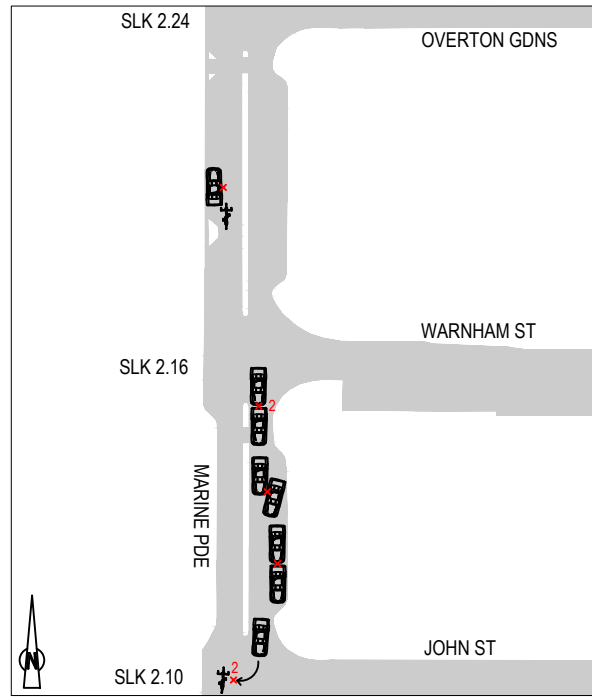 SLK 2.24
OVERTON GDNS
WARNHAM ST
SLK 2.16
2
MARINE PDE
JOHN ST
2
SLK 2.10
N